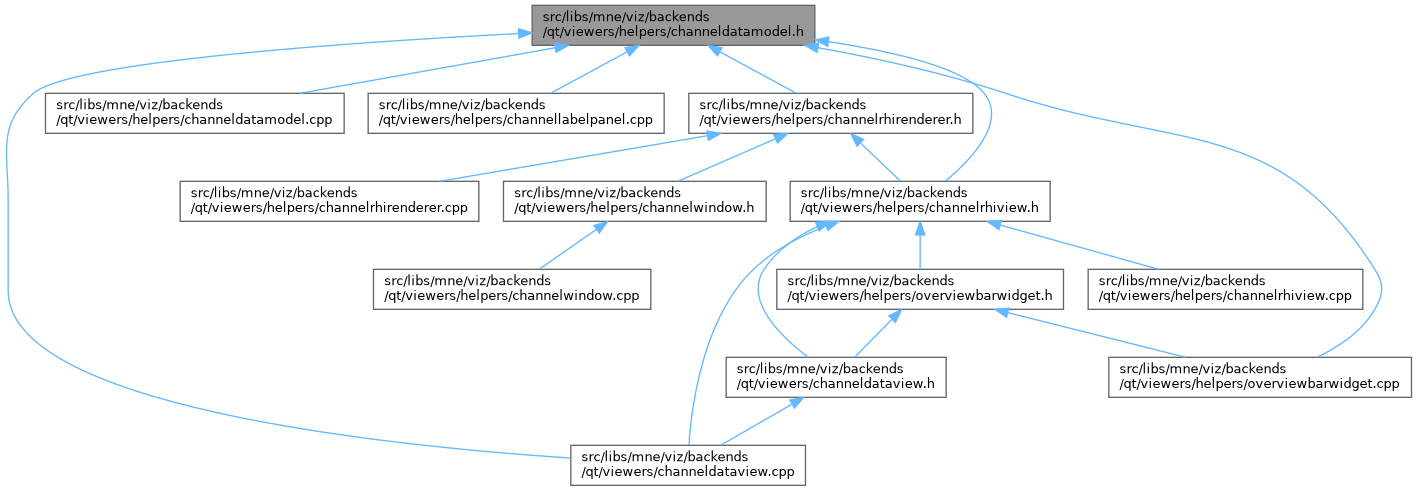 src/libs/mne/viz/backends
/qt/viewers/helpers/channeldatamodel.h
src/libs/mne/viz/backends
/qt/viewers/helpers/channeldatamodel.cpp
src/libs/mne/viz/backends
/qt/viewers/helpers/channellabelpanel.cpp
src/libs/mne/viz/backends
/qt/viewers/helpers/channelrhirenderer.h
src/libs/mne/viz/backends
/qt/viewers/helpers/channelrhirenderer.cpp
src/libs/mne/viz/backends
/qt/viewers/helpers/channelwindow.h
src/libs/mne/viz/backends
/qt/viewers/helpers/channelrhiview.h
src/libs/mne/viz/backends
/qt/viewers/helpers/channelwindow.cpp
src/libs/mne/viz/backends
/qt/viewers/helpers/overviewbarwidget.h
src/libs/mne/viz/backends
/qt/viewers/helpers/channelrhiview.cpp
src/libs/mne/viz/backends
/qt/viewers/channeldataview.h
src/libs/mne/viz/backends
/qt/viewers/helpers/overviewbarwidget.cpp
src/libs/mne/viz/backends
/qt/viewers/channeldataview.cpp